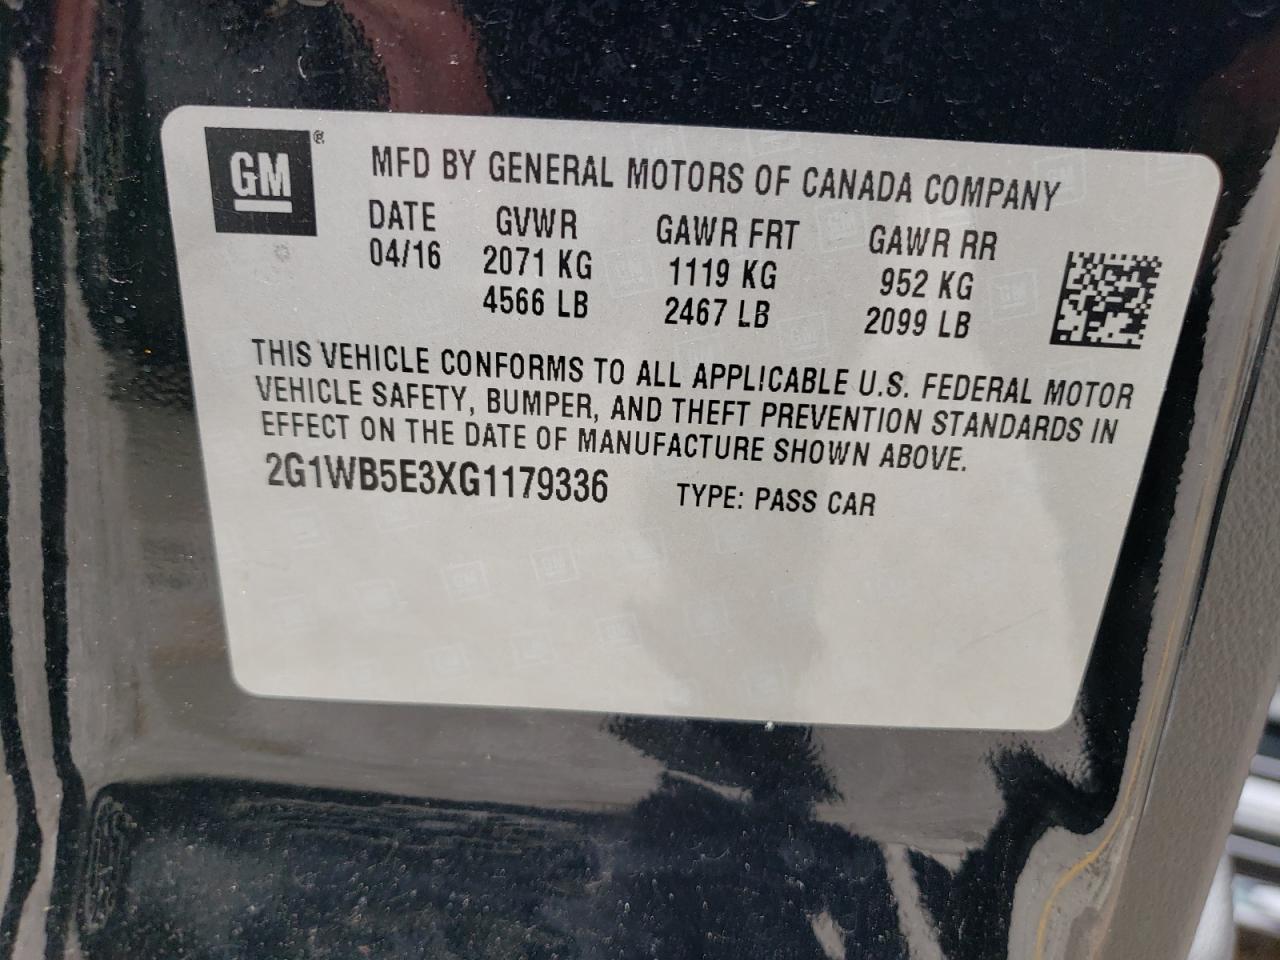 GM®
MFD BY GENERAL MOTORS OF CANADA COMPANY
DATE GVWR GAWR FRT GAWR RR
04/16 2071 KG 1119 KG 952 KG
4566 LB 2467 LB 2099 LB
THIS VEHICLE CONFORMS TO ALL APPLICABLE U.S. FEDERAL MOTOR
VEHICLE SAFETY, BUMPER, AND THEFT PREVENTION STANDARDS IN
EFFECT ON THE DATE OF MANUFACTURE SHOWN ABOVE.
2G1WB5E3XG1179336 TYPE: PASS CAR